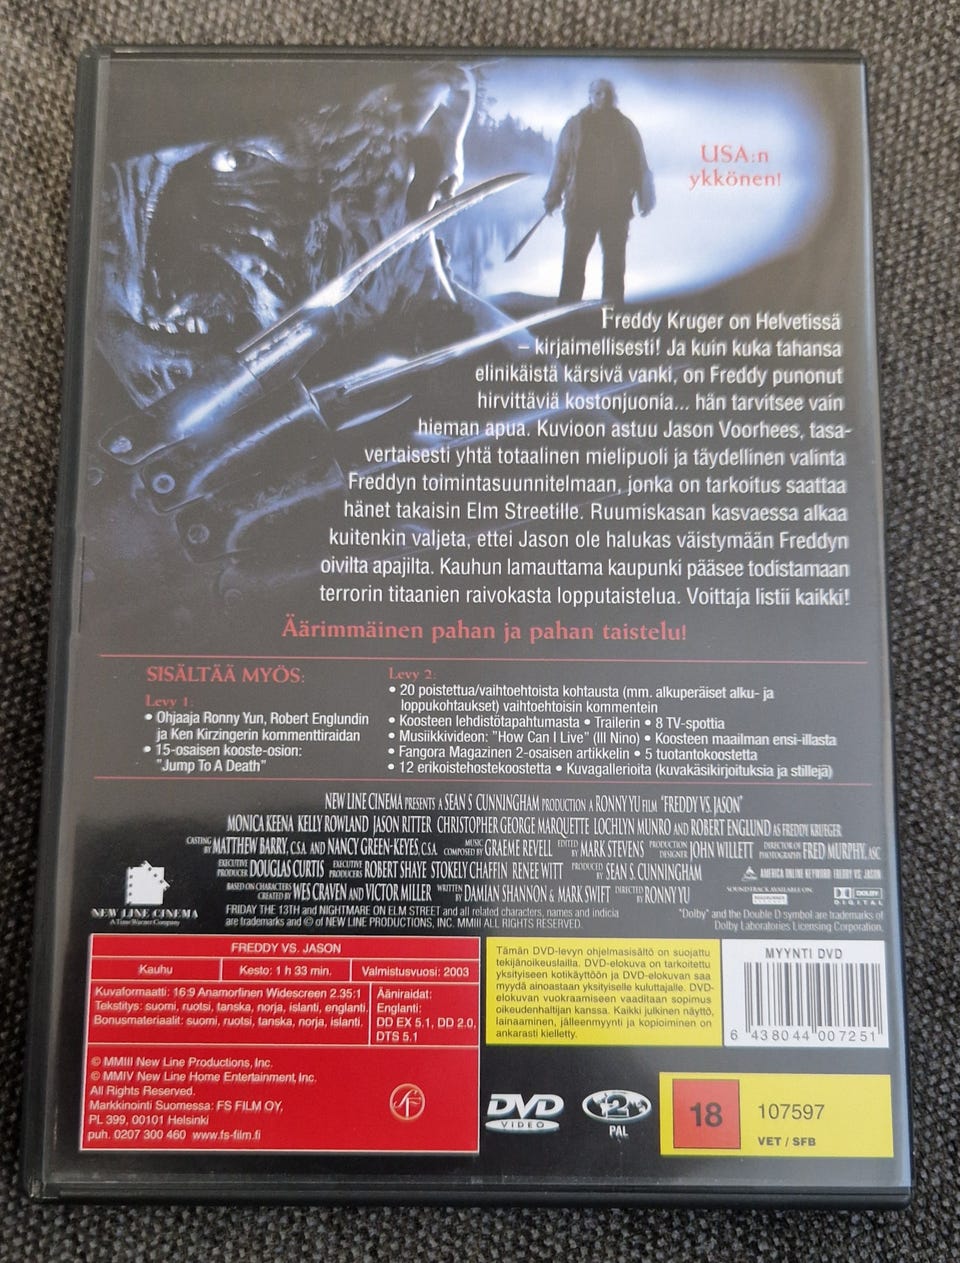 USA:n
ykkönen!
Freddy Kruger on Helvetissä
– kirjaimellisesti! Ja kuin kuka tahansa
elinikäistä kärsivä vanki, on Freddy punonut
hirvittäviä kostonjuonia... hän tarvitsee vain
hieman apua. Kuvioon astuu Jason Voorhees, tasa-
vertaisesti yhtä totaalinen mielipuoli ja täydellinen valinta
Freddyn toimintasuunnitelmaan, jonka on tarkoitus saattaa
hänet takaisin Elm Streetille. Ruumiskasan kasvaessa alkaa
kuitenkin valjeta, ettei Jason ole halukas väistymään Freddyn
oivilta apajilta. Kauhun lamauttama kaupunki pääsee todistamaan
terrorin titaanien raivokasta lopputaistelua. Voittaja listii kaikki!
Äärimmäinen pahan ja pahan taistelu!
SISÄLTÄÄ MYÖS:
Levy 1:
• Ohjaaja Ronny Yun, Robert Englundin
ja Ken Kirzingerin kommenttiraidan
• 15-osaisen kooste-osion:
"Jump To A Death"
Levy 2:
• 20 poistettua/vaihtoehtoista kohtausta (mm. alkuperäiset alku- ja
loppukohtaukset) vaihtoehtoisin kommentein
• Koosteen lehdistötapahtumasta • Trailerin • 8 TV-spottia
• Musiikkivideon: "How Can I Live" (Ill Nino) • Koosteen maailman ensi-illasta
• Fangora Magazinen 2-osaisen artikkelin • 5 tuotantokoostetta
• 12 erikoistehostekoostetta • Kuvagallerioita (kuvakäsikirjoituksia ja stillejä)
NEW LINE CINEMA PRESENTS A SEAN S. CUNNINGHAM PRODUCTION A RONNY YU FILM "FREDDY VS. JASON"
MONICA KEENA KELLY ROWLAND JASON RITTER CHRISTOPHER GEORGE MARQUETTE LOCHLYN MUNRO AND ROBERT ENGLUND AS FREDDY KRUEGER
CASTING BY MATTHEW BARRY, C.S.A. AND NANCY GREEN-KEYES, C.S.A. MUSIC COMPOSED BY GRAEME REVELL EDITED BY MARK STEVENS PRODUCTION DESIGNER JOHN WILLETT DIRECTOR OF PHOTOGRAPHY FRED MURPHY, ASC
EXECUTIVE PRODUCER DOUGLAS CURTIS EXECUTIVE PRODUCERS ROBERT SHAYE STOKELY CHAFFIN RENEE WITT PRODUCED BY SEAN S. CUNNINGHAM AMERICA ONLINE KEYWORD: FREDDY VS JASON
BASED ON CHARACTERS CREATED BY WES CRAVEN AND VICTOR MILLER WRITTEN BY DAMIAN SHANNON & MARK SWIFT DIRECTED BY RONNY YU SOUNDTRACK AVAILABLE ON ROADRUNNER DOLBY DIGITAL
NEW LINE CINEMA
A Time Warner Company
FRIDAY THE 13TH and NIGHTMARE ON ELM STREET and all related characters, names and indicia
are trademarks and © of NEW LINE PRODUCTIONS, INC. MMIII ALL RIGHTS RESERVED.
"Dolby" and the Double D symbol are trademarks of
Dolby Laboratories Licensing Corporation.
FREDDY VS. JASON
Kauhu Kesto: 1 h 33 min. Valmistusvuosi: 2003
Kuvaformaatti: 16:9 Anamorfinen Widescreen 2.35:1
Tekstitys: suomi, ruotsi, tanska, norja, islanti, englanti.
Bonusmateriaalit: suomi, ruotsi, tanska, norja, islanti.
Ääniraidat:
Englanti:
DD EX 5.1, DD 2.0,
DTS 5.1
© MMIII New Line Productions, Inc.
© MMIV New Line Home Entertainment, Inc.
All Rights Reserved.
Markkinointi Suomessa: FS FILM OY,
PL 399, 00101 Helsinki
puh. 0207 300 460 www.fs-film.fi
SF
Tämän DVD-levyn ohjelmasisältö on suojattu
tekijänoikeuslailla. DVD-elokuva on tarkoitettu
yksityiseen kotikäyttöön ja DVD-elokuvan saa
myydä ainoastaan yksityiselle kuluttajalle. DVD-
elokuvan vuokraamiseen vaaditaan sopimus
oikeudenhaltijan kanssa. Kaikki julkinen näyttö,
lainaaminen, jälleenmyynti ja kopioiminen on
ankarasti kielletty.
MYYNTI DVD
6 438044 007251
DVD
VIDEO
2
PAL
18
107597
VET / SFB